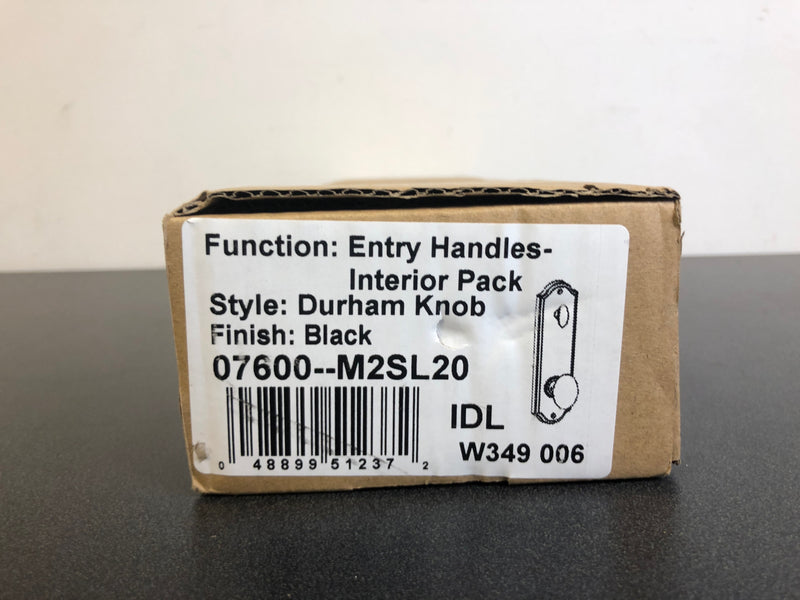 Function: Entry Handles-
Interior Pack
Style: Durham Knob
Finish: Black
07600--M2SL20
IDL
W349 006
0 48899 51237 2